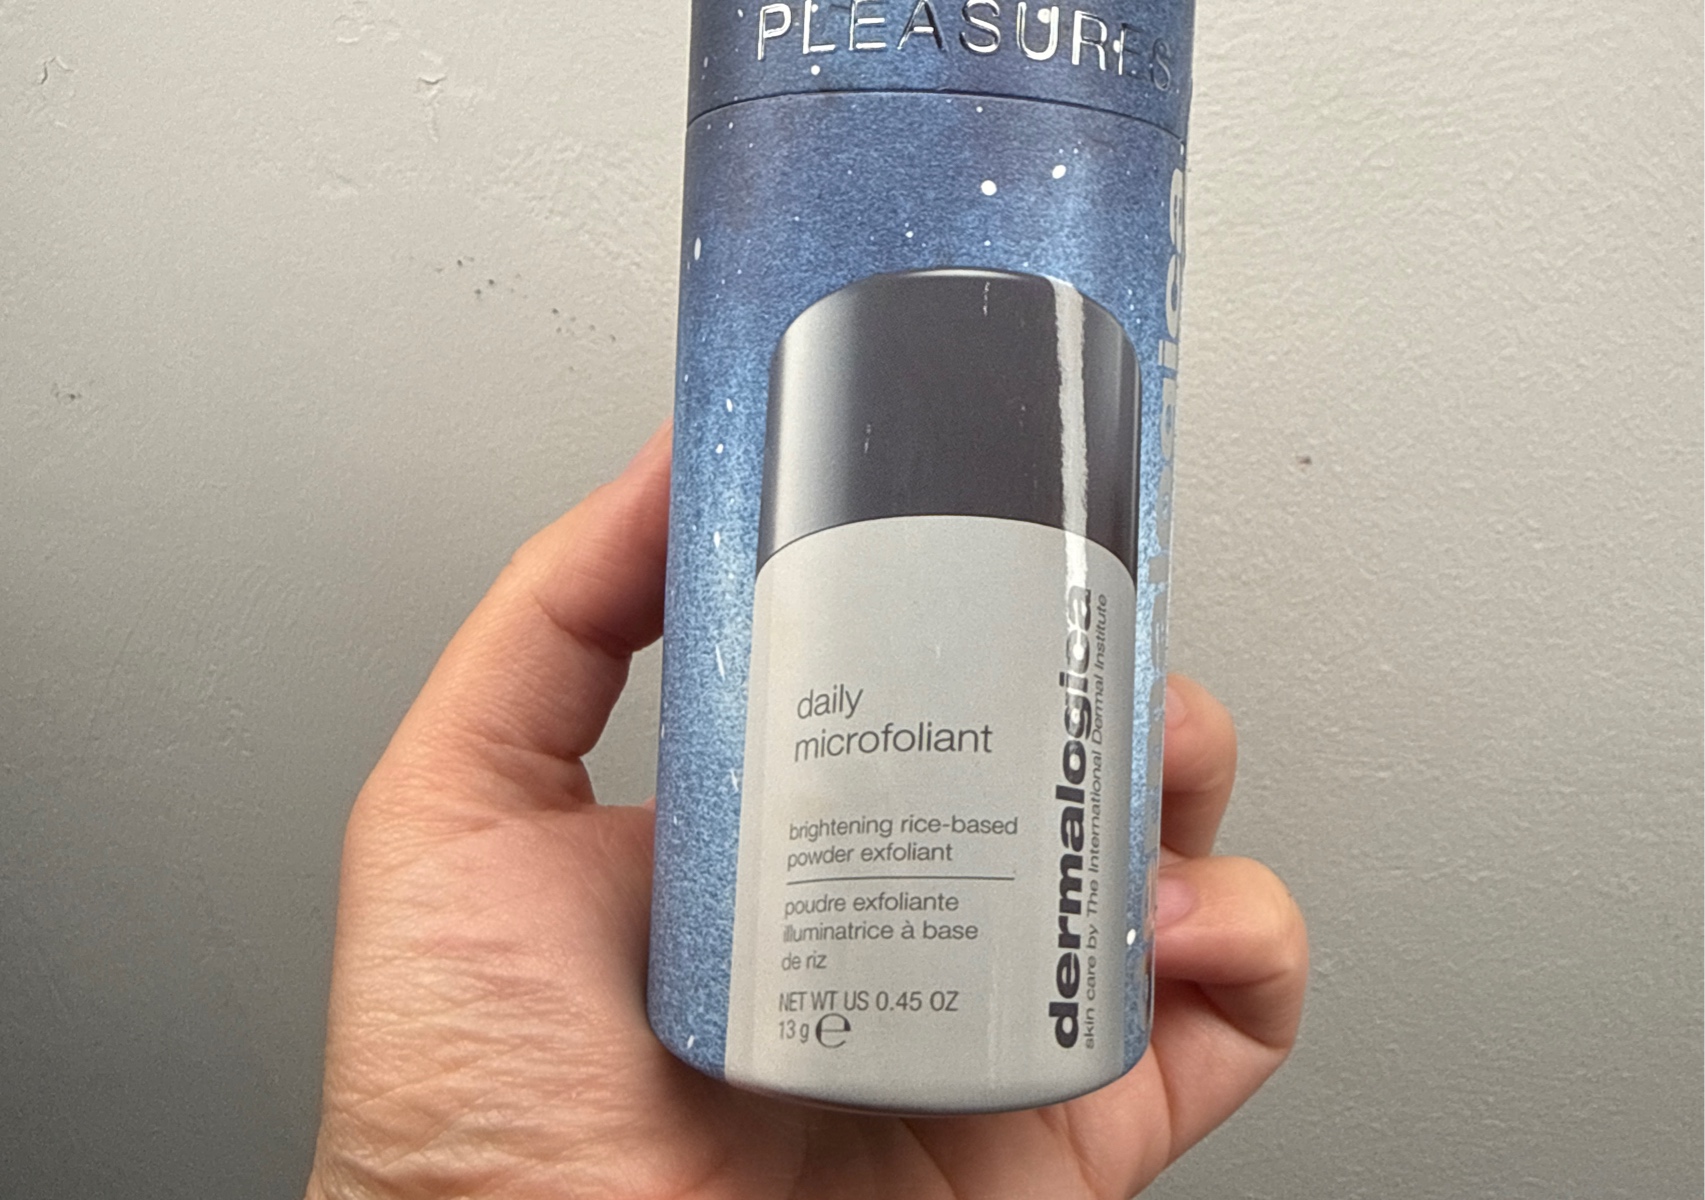 PLEASURES
daily
microfoliant
brightening rice-based
powder exfoliant
poudre exfoliante
illuminatrice à base
de riz
NET WT US 0.45 OZ
13 g ℮
dermalogica
skin care by The International Dermal Institute
dermalogica